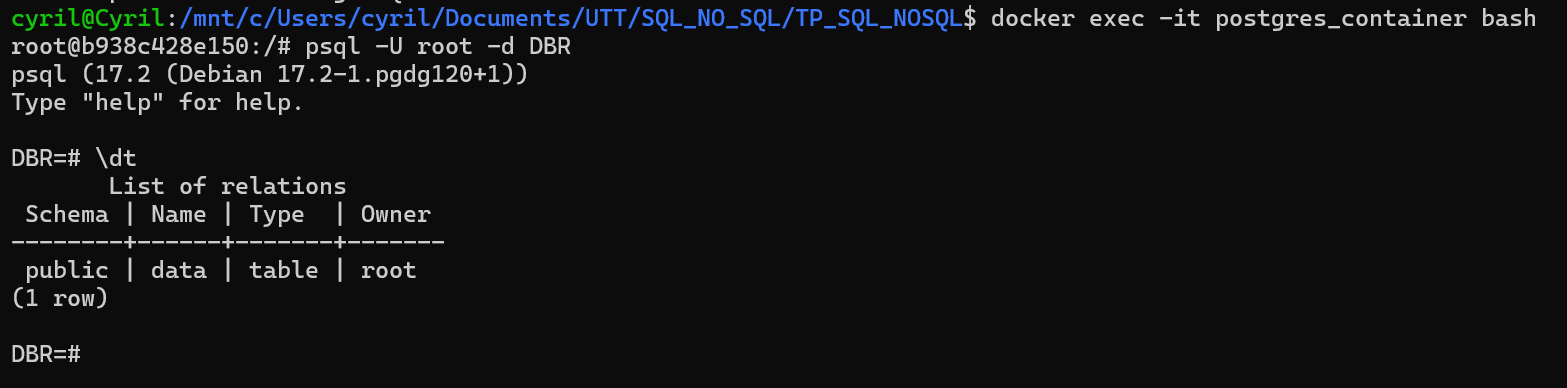 cyril@Cyril:/mnt/c/Users/cyril/Documents/UTT/SQL_NO_SQL/TP_SQL_NOSQL$ docker exec -it postgres_container bash
root@b938c428e150:/# psql -U root -d DBR
psql (17.2 (Debian 17.2-1.pgdg120+1))
Type "help" for help.

DBR=# \dt
       List of relations
 Schema | Name | Type  | Owner
--------+------+-------+-------
 public | data | table | root
(1 row)

DBR=#